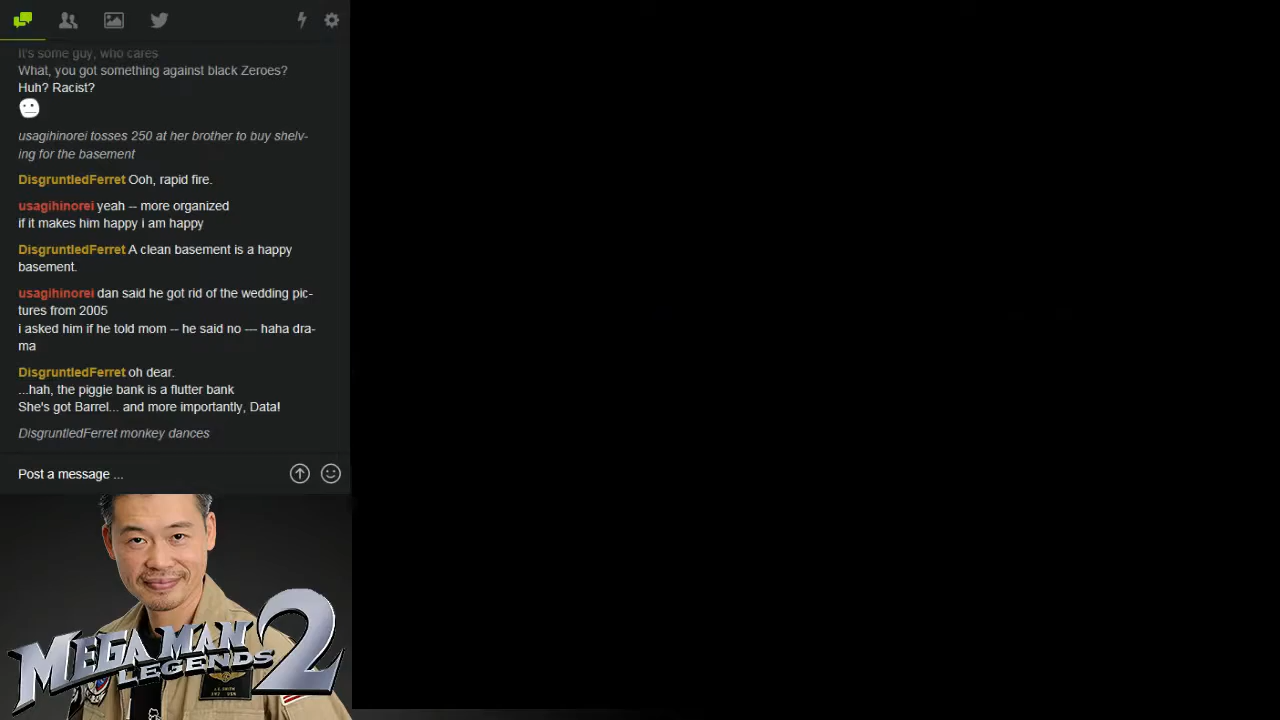 It's some guy, who cares
What, you got something against black Zeroes?
Huh? Racist?
usagihinorei tosses 250 at her brother to buy shelv-
ing for the basement
DisgruntledFerret Ooh, rapid fire.
usagihinorei yeah -- more organized
if it makes him happy i am happy
DisgruntledFerret A clean basement is a happy
basement.
usagihinorei dan said he got rid of the wedding pic-
tures from 2005
i asked him if he told mom -- he said no --- haha dra-
ma
DisgruntledFerret oh dear.
...hah, the piggie bank is a flutter bank
She's got Barrel... and more importantly, Data!
DisgruntledFerret monkey dances
Post a message ...
MEGA MAN
LEGENDS 2